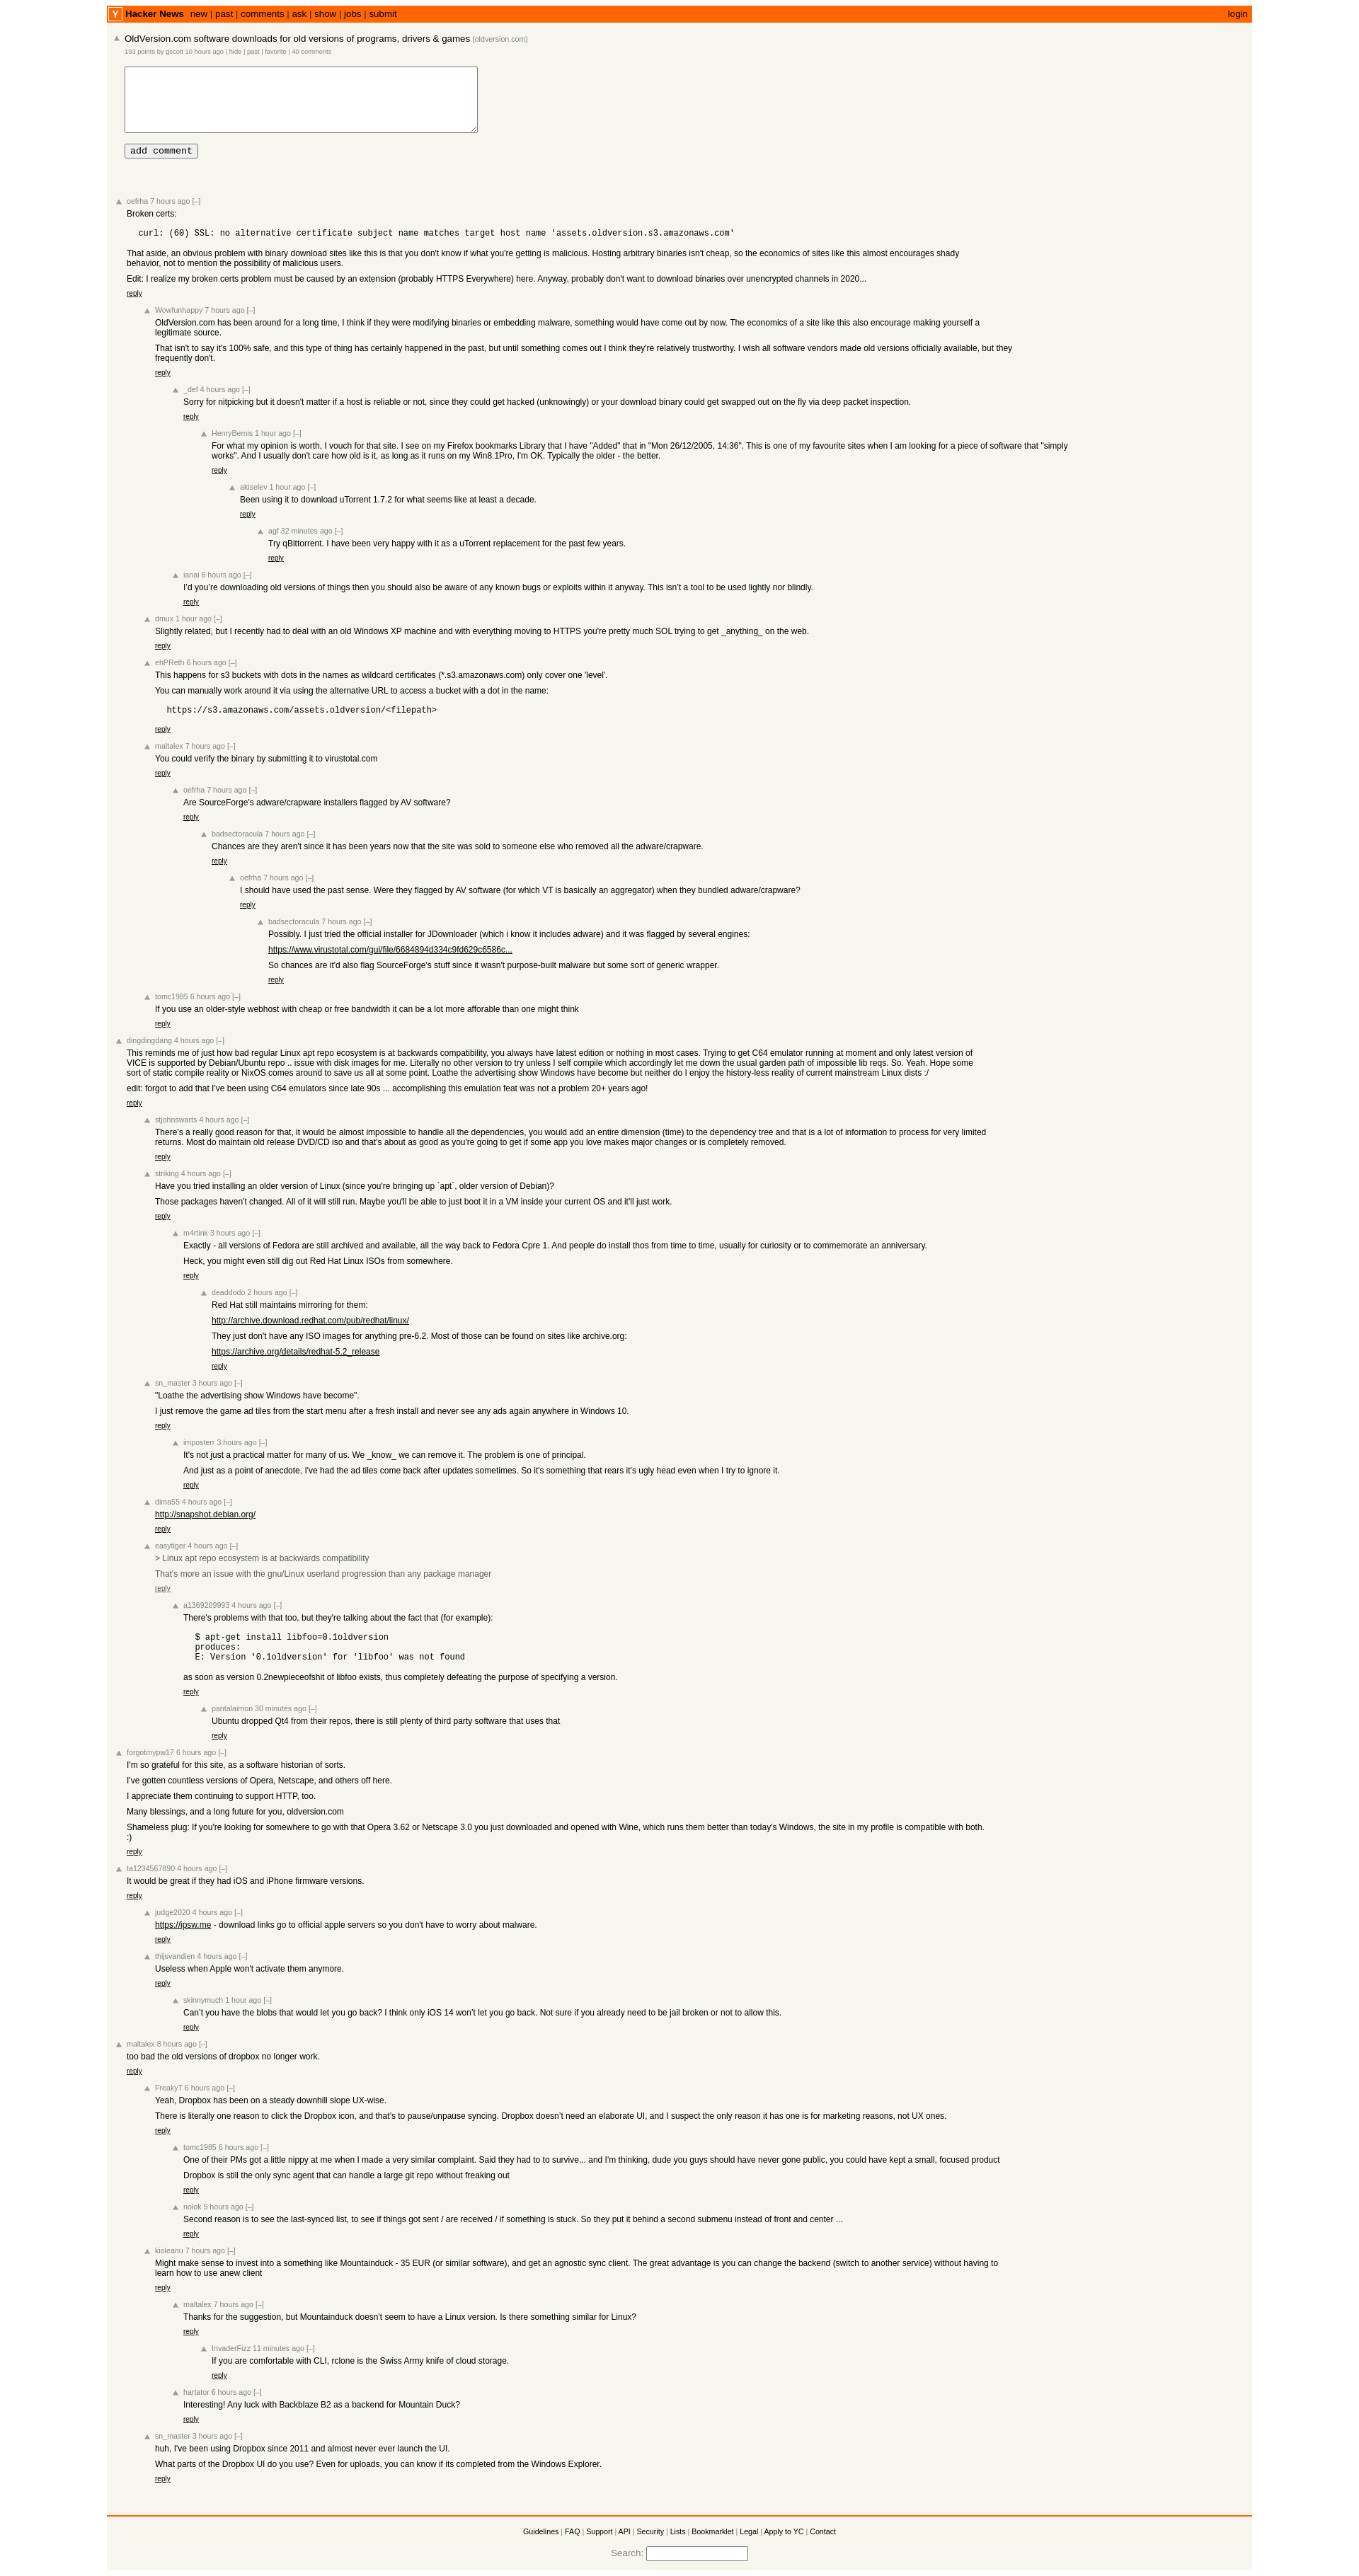 Y Hacker News new | past | comments | ask | show | jobs | submit login
OldVersion.com software downloads for old versions of programs, drivers & games (oldversion.com)
193 points by gscott 10 hours ago | hide | past | favorite | 40 comments
add comment
oefrha 7 hours ago [–]
Broken certs:
curl: (60) SSL: no alternative certificate subject name matches target host name 'assets.oldversion.s3.amazonaws.com'
That aside, an obvious problem with binary download sites like this is that you don't know if what you're getting is malicious. Hosting arbitrary binaries isn't cheap, so the economics of sites like this almost encourages shady
behavior, not to mention the possibility of malicious users.
Edit: I realize my broken certs problem must be caused by an extension (probably HTTPS Everywhere) here. Anyway, probably don't want to download binaries over unencrypted channels in 2020...
reply
Wowfunhappy 7 hours ago [–]
OldVersion.com has been around for a long time, I think if they were modifying binaries or embedding malware, something would have come out by now. The economics of a site like this also encourage making yourself a
legitimate source.
That isn't to say it's 100% safe, and this type of thing has certainly happened in the past, but until something comes out I think they're relatively trustworthy. I wish all software vendors made old versions officially available, but they
frequently don't.
reply
_def 4 hours ago [–]
Sorry for nitpicking but it doesn't matter if a host is reliable or not, since they could get hacked (unknowingly) or your download binary could get swapped out on the fly via deep packet inspection.
reply
HenryBemis 1 hour ago [–]
For what my opinion is worth, I vouch for that site. I see on my Firefox bookmarks Library that I have "Added" that in "Mon 26/12/2005, 14:36". This is one of my favourite sites when I am looking for a piece of software that "simply
works". And I usually don't care how old is it, as long as it runs on my Win8.1Pro, I'm OK. Typically the older - the better.
reply
akiselev 1 hour ago [–]
Been using it to download uTorrent 1.7.2 for what seems like at least a decade.
reply
agf 32 minutes ago [–]
Try qBittorrent. I have been very happy with it as a uTorrent replacement for the past few years.
reply
ianai 6 hours ago [–]
I'd you're downloading old versions of things then you should also be aware of any known bugs or exploits within it anyway. This isn't a tool to be used lightly nor blindly.
reply
dmux 1 hour ago [–]
Slightly related, but I recently had to deal with an old Windows XP machine and with everything moving to HTTPS you're pretty much SOL trying to get _anything_ on the web.
reply
ehPReth 6 hours ago [–]
This happens for s3 buckets with dots in the names as wildcard certificates (*.s3.amazonaws.com) only cover one 'level'.
You can manually work around it via using the alternative URL to access a bucket with a dot in the name:
https://s3.amazonaws.com/assets.oldversion/<filepath>
reply
maltalex 7 hours ago [–]
You could verify the binary by submitting it to virustotal.com
reply
oefrha 7 hours ago [–]
Are SourceForge's adware/crapware installers flagged by AV software?
reply
badsectoracula 7 hours ago [–]
Chances are they aren't since it has been years now that the site was sold to someone else who removed all the adware/crapware.
reply
oefrha 7 hours ago [–]
I should have used the past sense. Were they flagged by AV software (for which VT is basically an aggregator) when they bundled adware/crapware?
reply
badsectoracula 7 hours ago [–]
Possibly. I just tried the official installer for JDownloader (which i know it includes adware) and it was flagged by several engines:
https://www.virustotal.com/gui/file/6684894d334c9fd629c6586c...
So chances are it'd also flag SourceForge's stuff since it wasn't purpose-built malware but some sort of generic wrapper.
reply
tomc1985 6 hours ago [–]
If you use an older-style webhost with cheap or free bandwidth it can be a lot more afforable than one might think
reply
dingdingdang 4 hours ago [–]
This reminds me of just how bad regular Linux apt repo ecosystem is at backwards compatibility, you always have latest edition or nothing in most cases. Trying to get C64 emulator running at moment and only latest version of
VICE is supported by Debian/Ubuntu repo .. issue with disk images for me. Literally no other version to try unless I self compile which accordingly let me down the usual garden path of impossible lib reqs. So. Yeah. Hope some
sort of static compile reality or NixOS comes around to save us all at some point. Loathe the advertising show Windows have become but neither do I enjoy the history-less reality of current mainstream Linux dists :/
edit: forgot to add that I've been using C64 emulators since late 90s ... accomplishing this emulation feat was not a problem 20+ years ago!
reply
stjohnswarts 4 hours ago [–]
There's a really good reason for that, it would be almost impossible to handle all the dependencies, you would add an entire dimension (time) to the dependency tree and that is a lot of information to process for very limited
returns. Most do maintain old release DVD/CD iso and that's about as good as you're going to get if some app you love makes major changes or is completely removed.
reply
striking 4 hours ago [–]
Have you tried installing an older version of Linux (since you're bringing up `apt`, older version of Debian)?
Those packages haven't changed. All of it will still run. Maybe you'll be able to just boot it in a VM inside your current OS and it'll just work.
reply
m4rtink 3 hours ago [–]
Exactly - all versions of Fedora are still archived and available, all the way back to Fedora Cpre 1. And people do install thos from time to time, usually for curiosity or to commemorate an anniversary.
Heck, you might even still dig out Red Hat Linux ISOs from somewhere.
reply
deaddodo 2 hours ago [–]
Red Hat still maintains mirroring for them:
http://archive.download.redhat.com/pub/redhat/linux/
They just don't have any ISO images for anything pre-6.2. Most of those can be found on sites like archive.org:
https://archive.org/details/redhat-5.2_release
reply
sn_master 3 hours ago [–]
"Loathe the advertising show Windows have become".
I just remove the game ad tiles from the start menu after a fresh install and never see any ads again anywhere in Windows 10.
reply
imposterr 3 hours ago [–]
It's not just a practical matter for many of us. We _know_ we can remove it. The problem is one of principal.
And just as a point of anecdote, I've had the ad tiles come back after updates sometimes. So it's something that rears it's ugly head even when I try to ignore it.
reply
dima55 4 hours ago [–]
http://snapshot.debian.org/
reply
easytiger 4 hours ago [–]
> Linux apt repo ecosystem is at backwards compatibility
That's more an issue with the gnu/Linux userland progression than any package manager
reply
a1369209993 4 hours ago [–]
There's problems with that too, but they're talking about the fact that (for example):
$ apt-get install libfoo=0.1oldversion
produces:
E: Version '0.1oldversion' for 'libfoo' was not found
as soon as version 0.2newpieceofshit of libfoo exists, thus completely defeating the purpose of specifying a version.
reply
pantalaimon 30 minutes ago [–]
Ubuntu dropped Qt4 from their repos, there is still plenty of third party software that uses that
reply
forgotmypw17 6 hours ago [–]
I'm so grateful for this site, as a software historian of sorts.
I've gotten countless versions of Opera, Netscape, and others off here.
I appreciate them continuing to support HTTP, too.
Many blessings, and a long future for you, oldversion.com
Shameless plug: If you're looking for somewhere to go with that Opera 3.62 or Netscape 3.0 you just downloaded and opened with Wine, which runs them better than today's Windows, the site in my profile is compatible with both.
:)
reply
ta1234567890 4 hours ago [–]
It would be great if they had iOS and iPhone firmware versions.
reply
judge2020 4 hours ago [–]
https://ipsw.me - download links go to official apple servers so you don't have to worry about malware.
reply
thijsvandien 4 hours ago [–]
Useless when Apple won't activate them anymore.
reply
skinnymuch 1 hour ago [–]
Can't you have the blobs that would let you go back? I think only iOS 14 won't let you go back. Not sure if you already need to be jail broken or not to allow this.
reply
maltalex 8 hours ago [–]
too bad the old versions of dropbox no longer work.
reply
FreakyT 6 hours ago [–]
Yeah, Dropbox has been on a steady downhill slope UX-wise.
There is literally one reason to click the Dropbox icon, and that's to pause/unpause syncing. Dropbox doesn't need an elaborate UI, and I suspect the only reason it has one is for marketing reasons, not UX ones.
reply
tomc1985 6 hours ago [–]
One of their PMs got a little nippy at me when I made a very similar complaint. Said they had to to survive... and I'm thinking, dude you guys should have never gone public, you could have kept a small, focused product
Dropbox is still the only sync agent that can handle a large git repo without freaking out
reply
nolok 5 hours ago [–]
Second reason is to see the last-synced list, to see if things got sent / are received / if something is stuck. So they put it behind a second submenu instead of front and center ...
reply
kioleanu 7 hours ago [–]
Might make sense to invest into a something like Mountainduck - 35 EUR (or similar software), and get an agnostic sync client. The great advantage is you can change the backend (switch to another service) without having to
learn how to use anew client
reply
maltalex 7 hours ago [–]
Thanks for the suggestion, but Mountainduck doesn't seem to have a Linux version. Is there something similar for Linux?
reply
InvaderFizz 11 minutes ago [–]
If you are comfortable with CLI, rclone is the Swiss Army knife of cloud storage.
reply
hartator 6 hours ago [–]
Interesting! Any luck with Backblaze B2 as a backend for Mountain Duck?
reply
sn_master 3 hours ago [–]
huh, I've been using Dropbox since 2011 and almost never ever launch the UI.
What parts of the Dropbox UI do you use? Even for uploads, you can know if its completed from the Windows Explorer.
reply
Guidelines | FAQ | Support | API | Security | Lists | Bookmarklet | Legal | Apply to YC | Contact
Search: